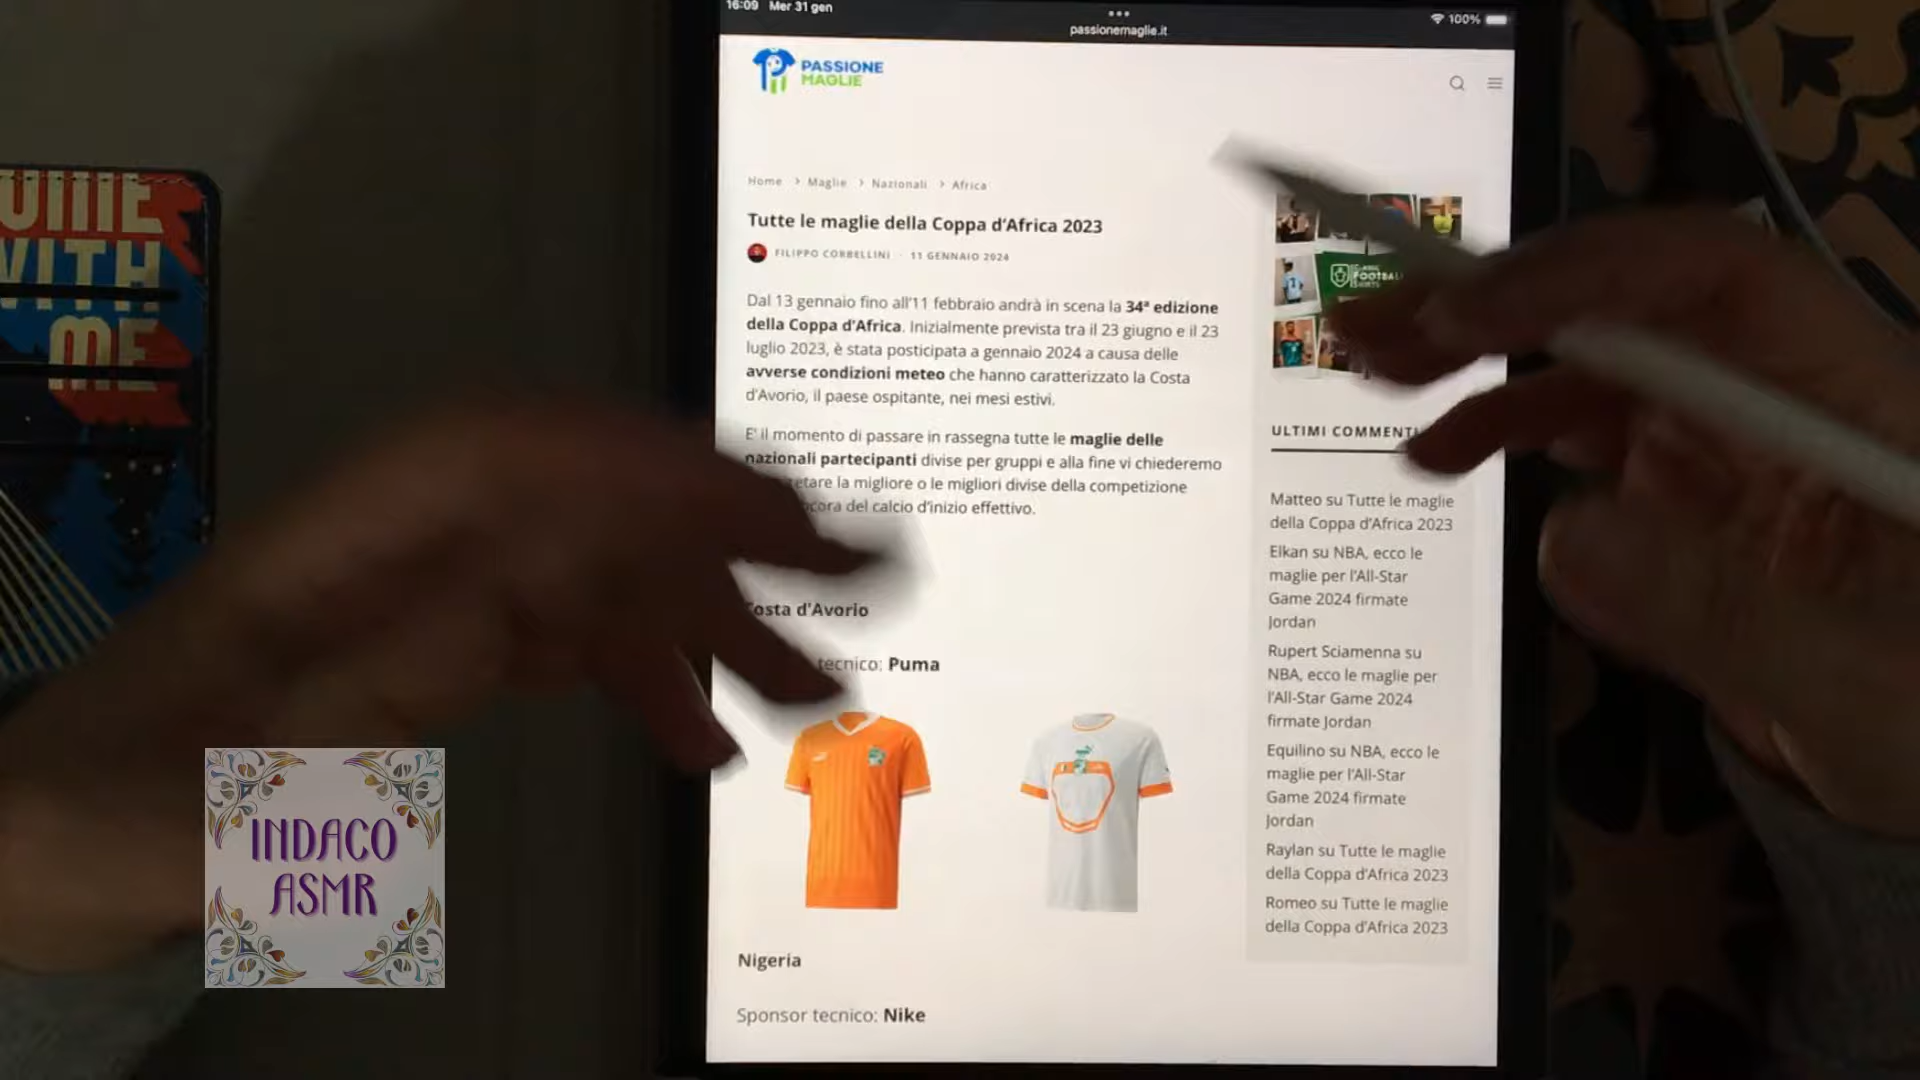 16:09 Mer 31 gen
passionemaglie.it
100%
PASSIONE
MAGLIE
Home > Maglie > Nazionali > Africa
Tutte le maglie della Coppa d'Africa 2023
FILIPPO CORBELLINI · 11 GENNAIO 2024
Dal 13 gennaio fino all'11 febbraio andrà in scena la 34ª edizione
della Coppa d'Africa. Inizialmente prevista tra il 23 giugno e il 23
luglio 2023, è stata posticipata a gennaio 2024 a causa delle
avverse condizioni meteo che hanno caratterizzato la Costa
d'Avorio, il paese ospitante, nei mesi estivi.
E' il momento di passare in rassegna tutte le maglie delle
nazionali partecipanti divise per gruppi e alla fine vi chiederemo
la migliore o le migliori divise della competizione
del calcio d'inizio effettivo.
Costa d'Avorio
tecnico: Puma
Nigeria
Sponsor tecnico: Nike
FOOTBALL
ULTIMI COMMENTI
Matteo su Tutte le maglie
della Coppa d'Africa 2023
Elkan su NBA, ecco le
maglie per l'All-Star
Game 2024 firmate
Jordan
Rupert Sciamenna su
NBA, ecco le maglie per
l'All-Star Game 2024
firmate Jordan
Equilino su NBA, ecco le
maglie per l'All-Star
Game 2024 firmate
Jordan
Raylan su Tutte le maglie
della Coppa d'Africa 2023
Romeo su Tutte le maglie
della Coppa d'Africa 2023
WITH
ME
INDACO
ASMR